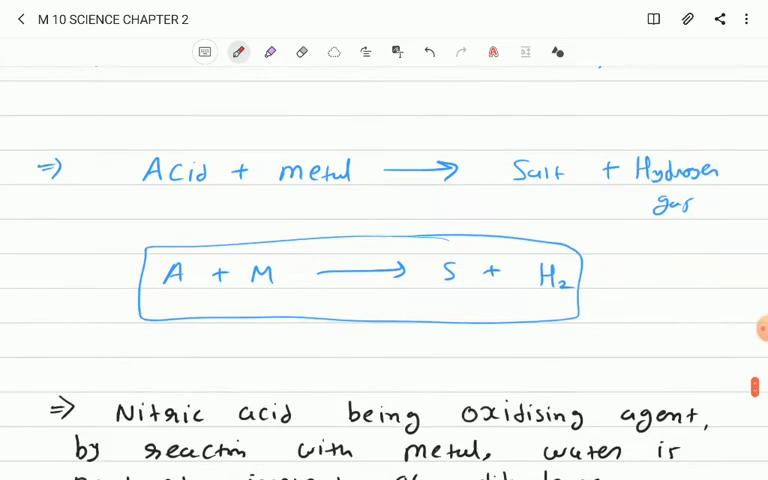 M 10 SCIENCE CHAPTER 2
⇒ Acid + metal ⟶ Salt + Hydrogen
gas
A + M ⟶ S + H₂
⇒ Nitric acid being oxidising agent,
by reactin with metal, water is